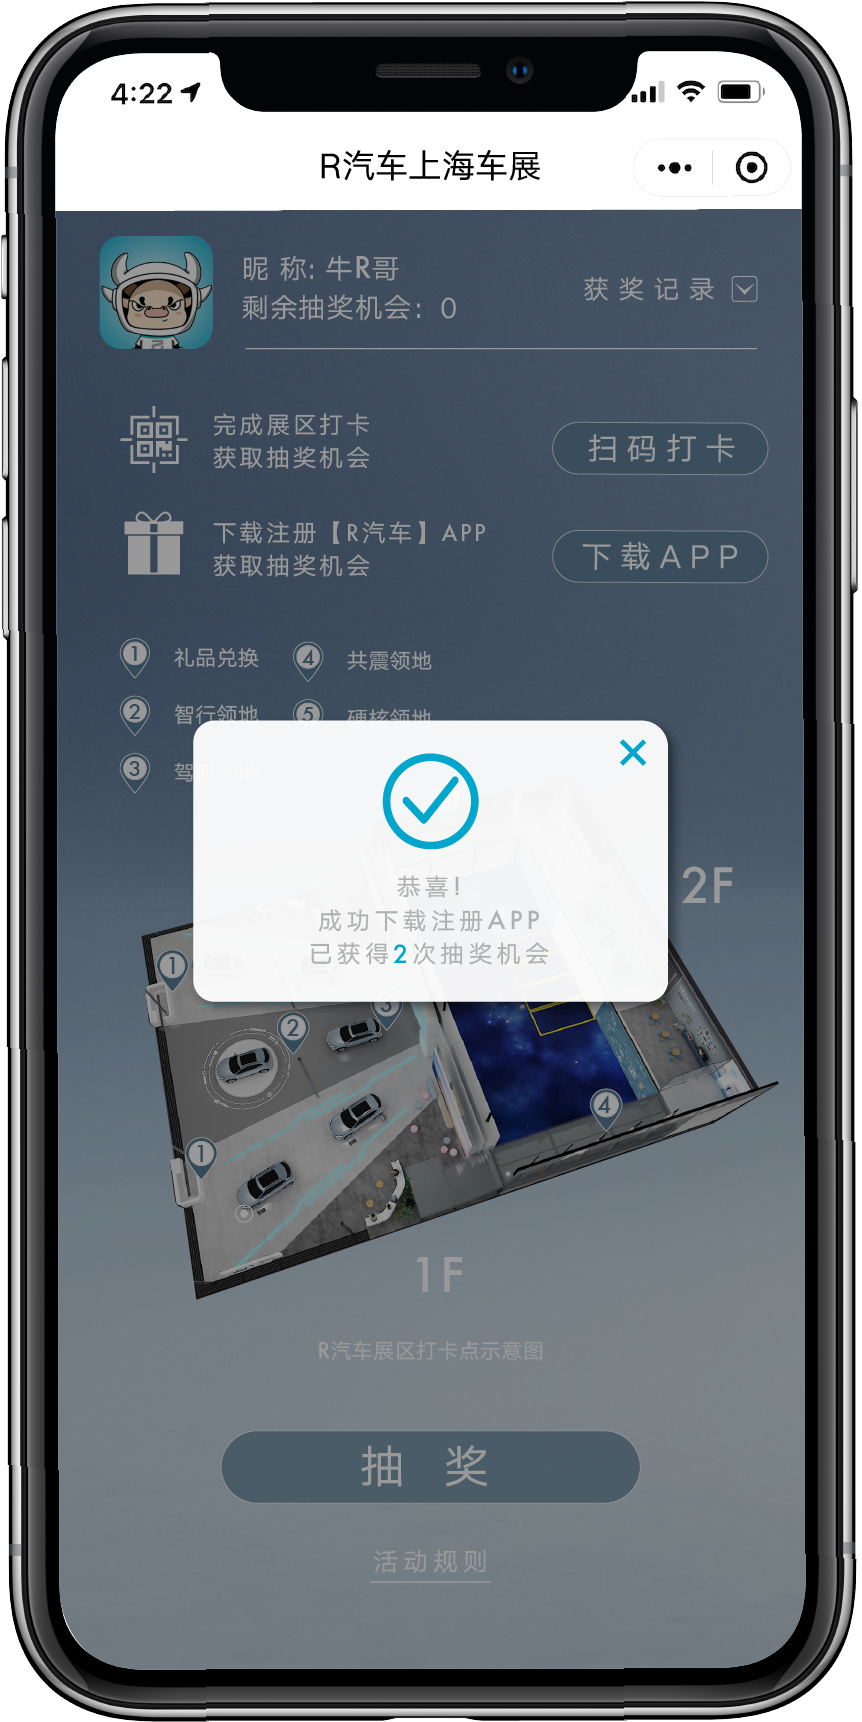 4:22
R汽车上海车展
昵 称: 牛R哥
剩余抽奖机会: 0
获奖记录
完成展区打卡
获取抽奖机会
扫码打卡
下载注册【R汽车】APP
获取抽奖机会
下载APP
1 礼品兑换
4 共震领地
2 智行领地
5 硬核领地
3 驾驭领地
恭喜!
成功下载注册APP
已获得2次抽奖机会
2F
1
3
2
4
1
1F
R汽车展区打卡点示意图
抽 奖
活动规则